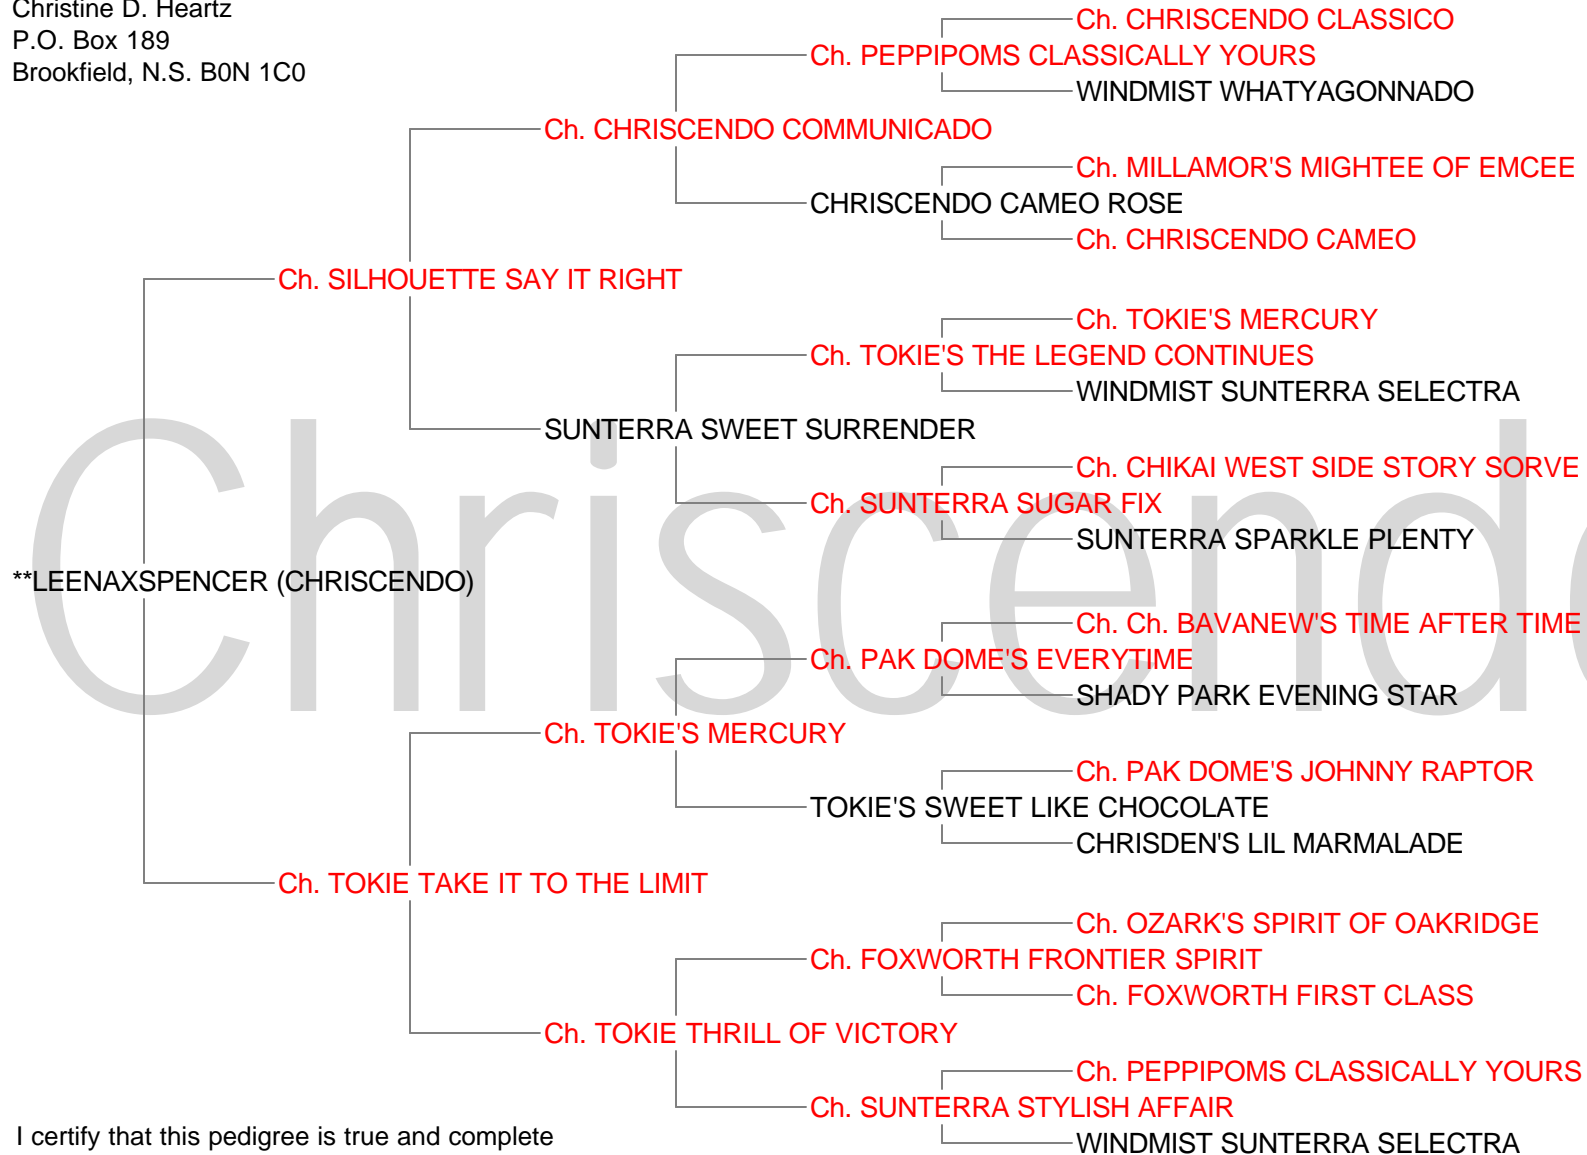 Christine D. Heartz
P.O. Box 189
Brookfield, N.S. B0N 1C0
Ch. CHRISCENDO CLASSICO
Ch. PEPPIPOMS CLASSICALLY YOURS
WINDMIST WHATYAGONNADO
Ch. CHRISCENDO COMMUNICADO
Ch. MILLAMOR'S MIGHTEE OF EMCEE
CHRISCENDO CAMEO ROSE
Ch. CHRISCENDO CAMEO
Ch. SILHOUETTE SAY IT RIGHT
Ch. TOKIE'S MERCURY
Ch. TOKIE'S THE LEGEND CONTINUES
WINDMIST SUNTERRA SELECTRA
SUNTERRA SWEET SURRENDER
Ch. CHIKAI WEST SIDE STORY SORVE
Ch. SUNTERRA SUGAR FIX
SUNTERRA SPARKLE PLENTY
Chriscendo
**LEENAXSPENCER (CHRISCENDO)
Ch. Ch. BAVANEW'S TIME AFTER TIME
Ch. PAK DOME'S EVERYTIME
SHADY PARK EVENING STAR
Ch. TOKIE'S MERCURY
Ch. PAK DOME'S JOHNNY RAPTOR
TOKIE'S SWEET LIKE CHOCOLATE
CHRISDEN'S LIL MARMALADE
Ch. TOKIE TAKE IT TO THE LIMIT
Ch. OZARK'S SPIRIT OF OAKRIDGE
Ch. FOXWORTH FRONTIER SPIRIT
Ch. FOXWORTH FIRST CLASS
Ch. TOKIE THRILL OF VICTORY
Ch. PEPPIPOMS CLASSICALLY YOURS
Ch. SUNTERRA STYLISH AFFAIR
WINDMIST SUNTERRA SELECTRA
I certify that this pedigree is true and complete